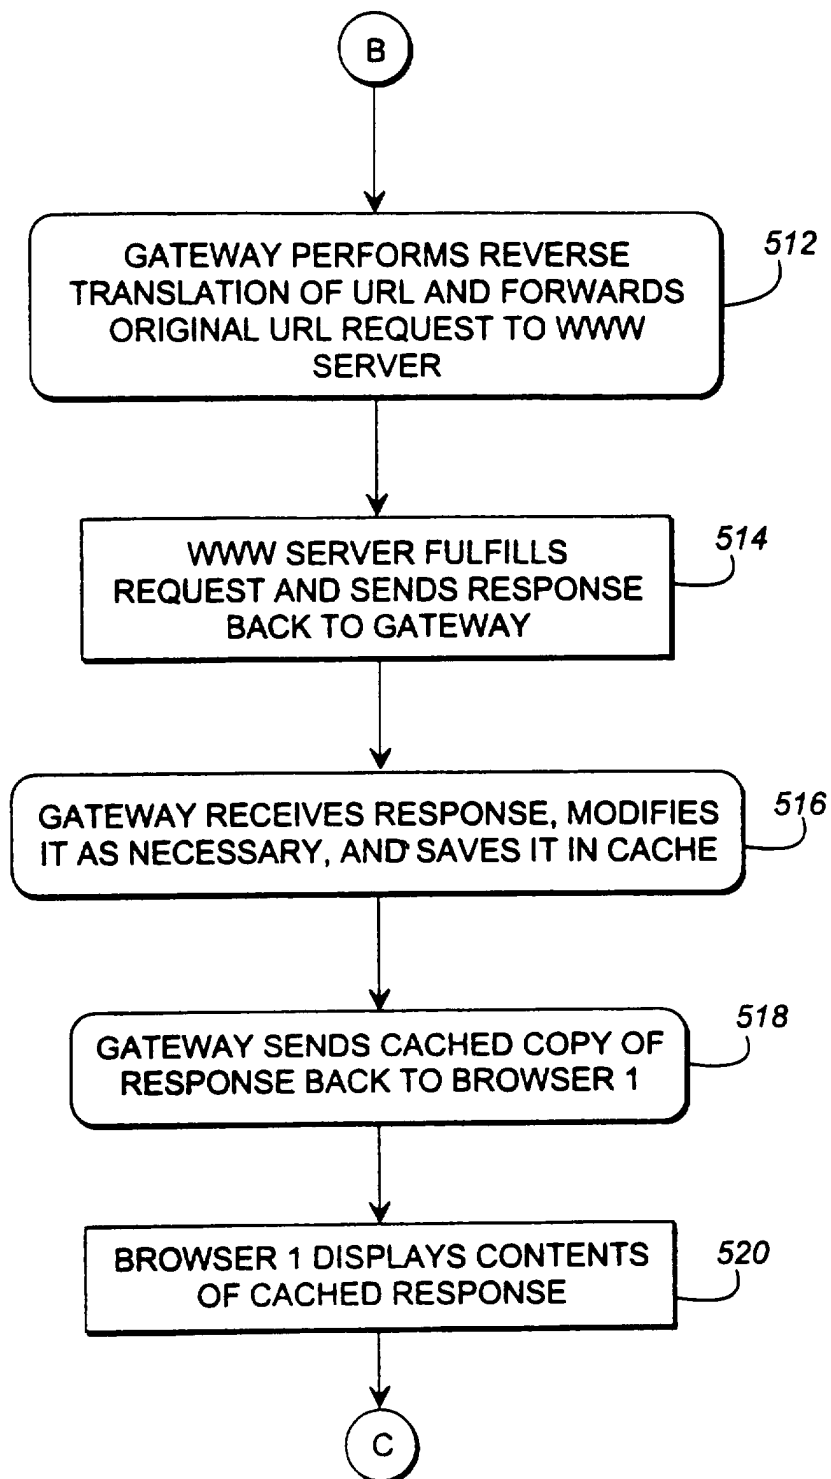 B
GATEWAY PERFORMS REVERSE
TRANSLATION OF URL AND FORWARDS
ORIGINAL URL REQUEST TO WWW
SERVER
512
WWW SERVER FULFILLS
REQUEST AND SENDS RESPONSE
BACK TO GATEWAY
514
GATEWAY RECEIVES RESPONSE, MODIFIES
IT AS NECESSARY, AND SAVES IT IN CACHE
516
GATEWAY SENDS CACHED COPY OF
RESPONSE BACK TO BROWSER 1
518
BROWSER 1 DISPLAYS CONTENTS
OF CACHED RESPONSE
520
C